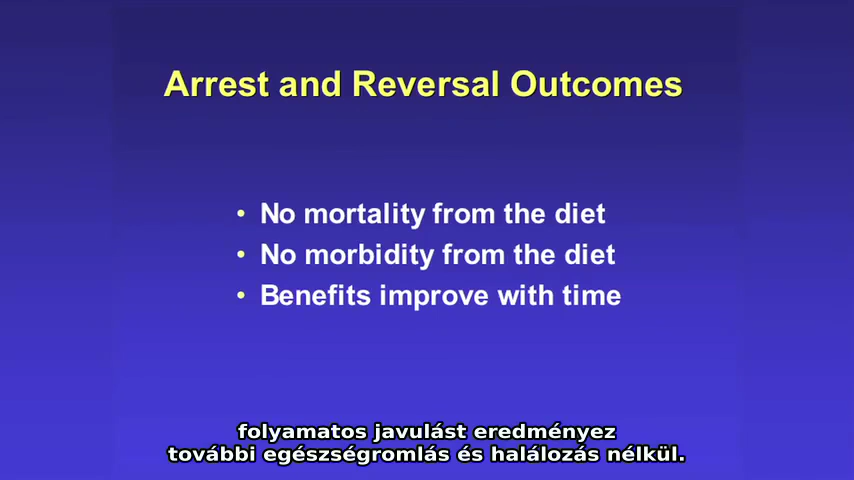 Arrest and Reversal Outcomes
• No mortality from the diet
• No morbidity from the diet
• Benefits improve with time
folyamatos javulást eredményez
további egészségromlás és halálozás nélkül.